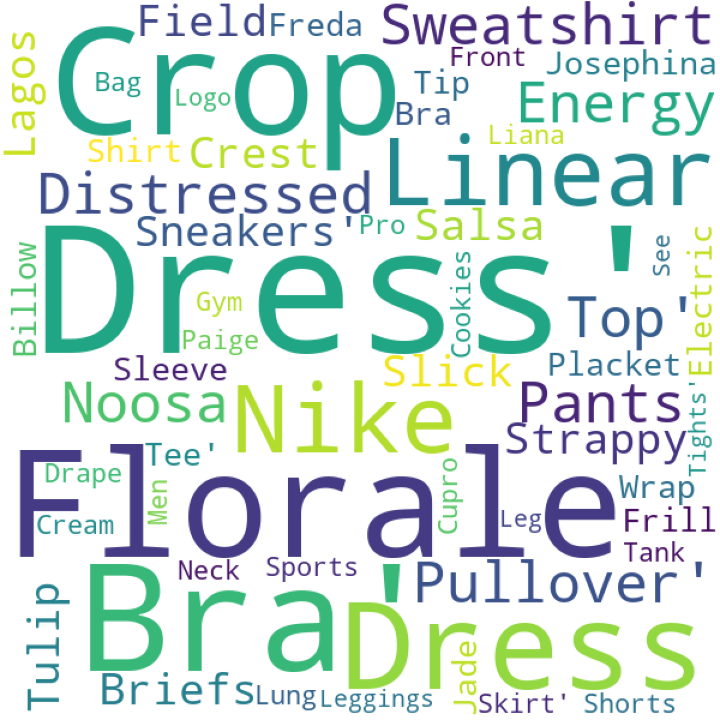 Lagos
Field
Freda
Sweatshirt
Crop
Bag
Logo
Front
Josephina
Tip
Bra
Energy
Liana
Shirt
Crest
Linear
Distressed
Sneakers'
Pro
Salsa
Dress'
See
Electric
Billow
Gym
Paige
Cookies
Top'
Sleeve
Slick
Placket
Noosa
Nike
Pants
Strappy
Tights'
Florale
Tee'
Drape
Men
Cream
Cupro
Leg
Wrap
Frill
Tank
Neck
Sports
Bra'
Pullover'
Tulip
Dress
Briefs
Lung
Leggings
Jade
Skirt'
Shorts